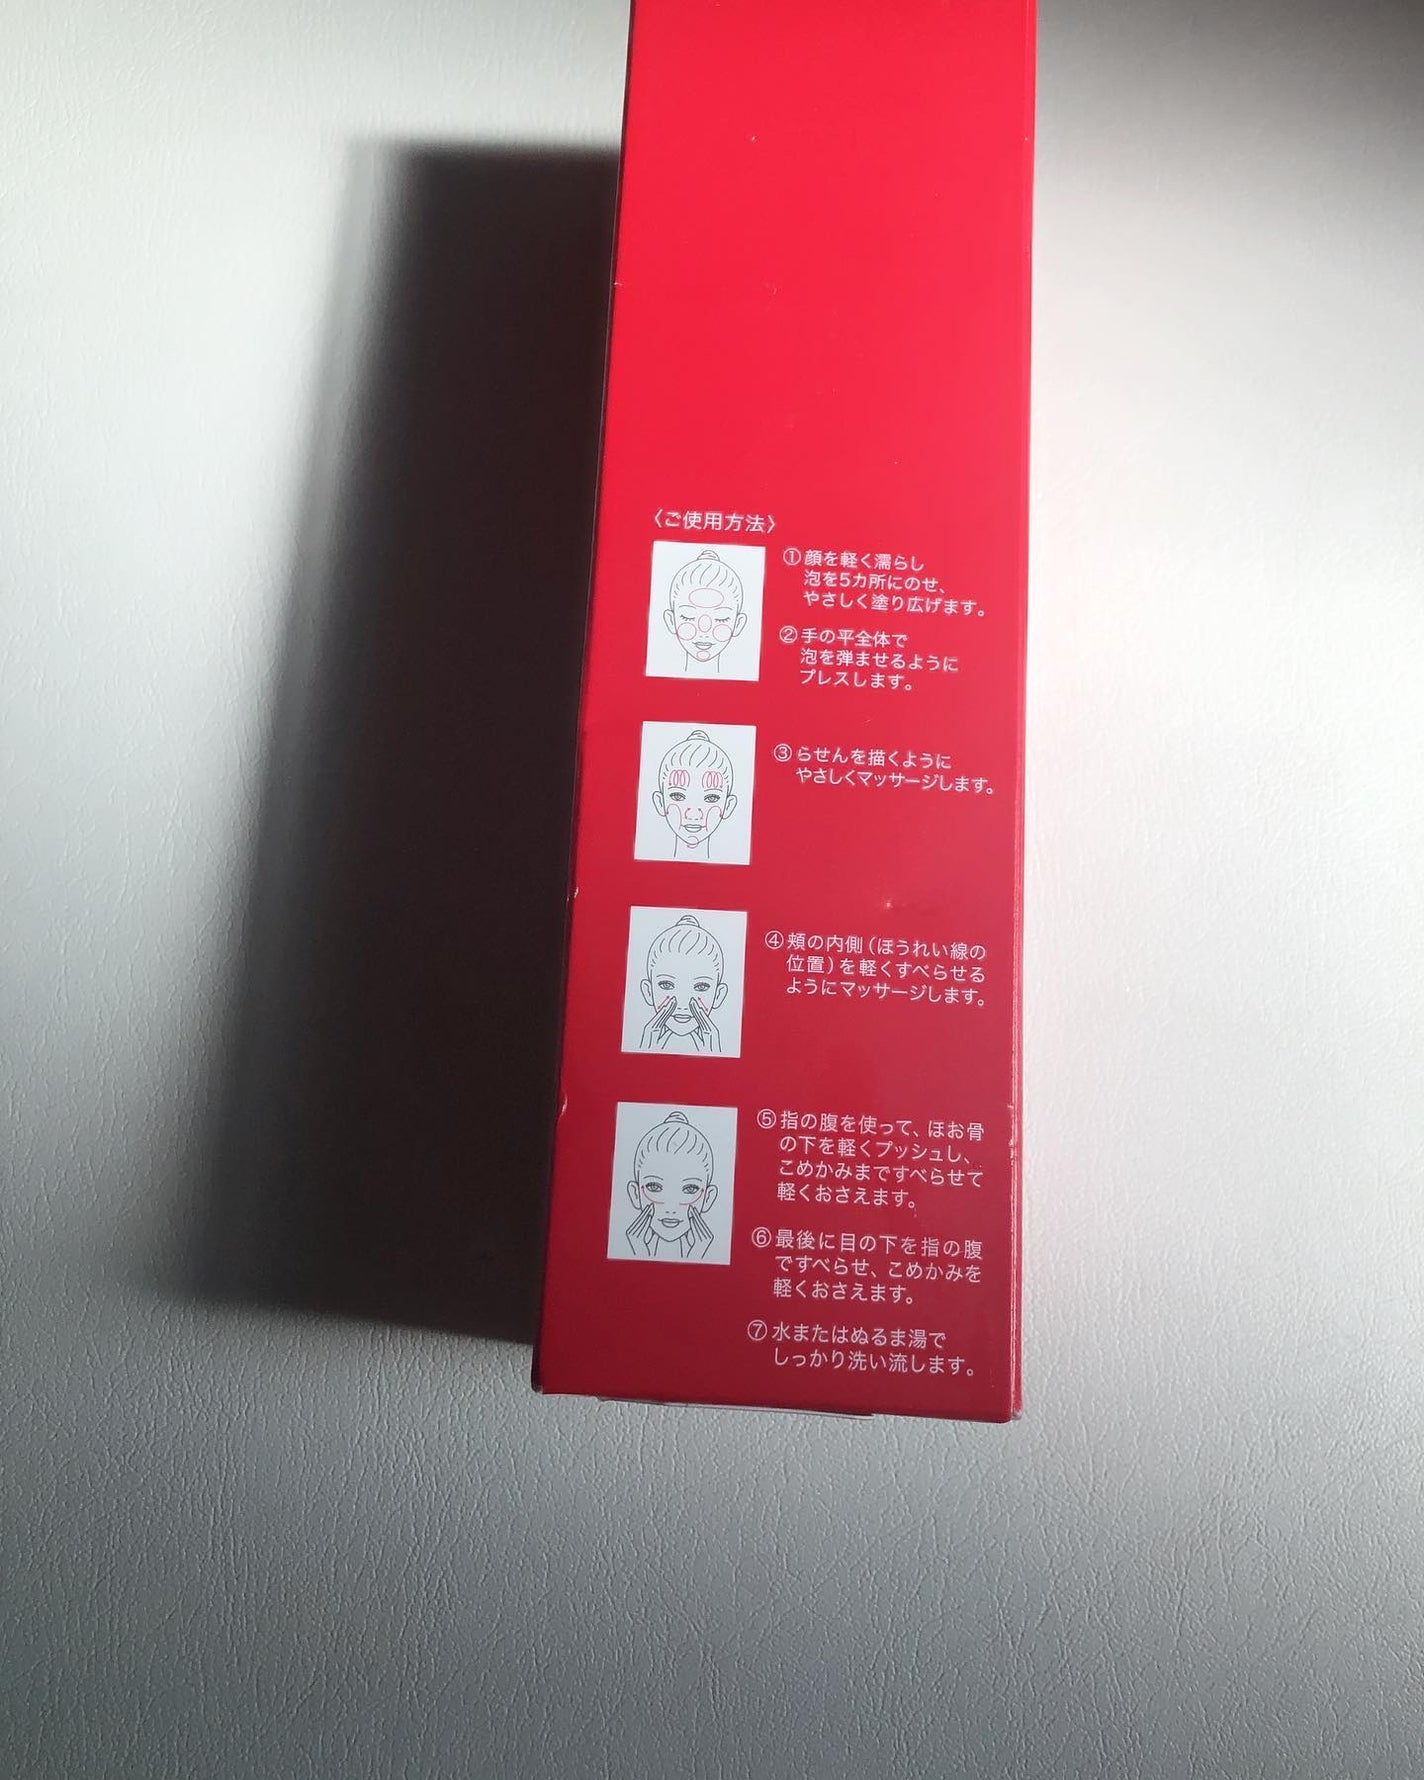 〈ご使用方法〉
①顔を軽く濡らし
泡を5カ所にのせ、
やさしく塗り広げます。
②手の平全体で
泡を弾ませるように
プレスします。
③らせんを描くように
やさしくマッサージします。
④頬の内側（ほうれい線の
位置）を軽くすべらせる
ようにマッサージします。
⑤指の腹を使って、ほお骨
の下を軽くプッシュし、
こめかみまですべらせて
軽くおさえます。
⑥最後に目の下を指の腹
ですべらせ、こめかみを
軽くおさえます。
⑦水またはぬるま湯で
しっかり洗い流します。